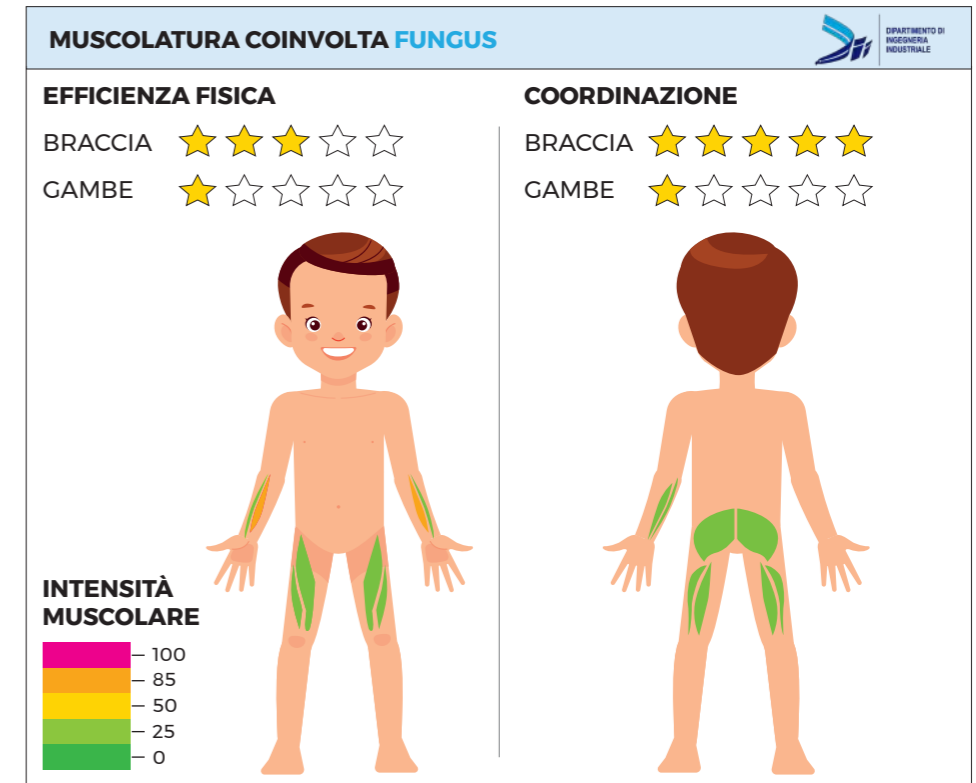 MUSCOLATURA COINVOLTA FUNGUS
DIPARTIMENTO DI
INGEGNERIA
INDUSTRIALE
EFFICIENZA FISICA
BRACCIA
GAMBE
COORDINAZIONE
BRACCIA
GAMBE
INTENSITÀ
MUSCOLARE
100
85
50
25
0